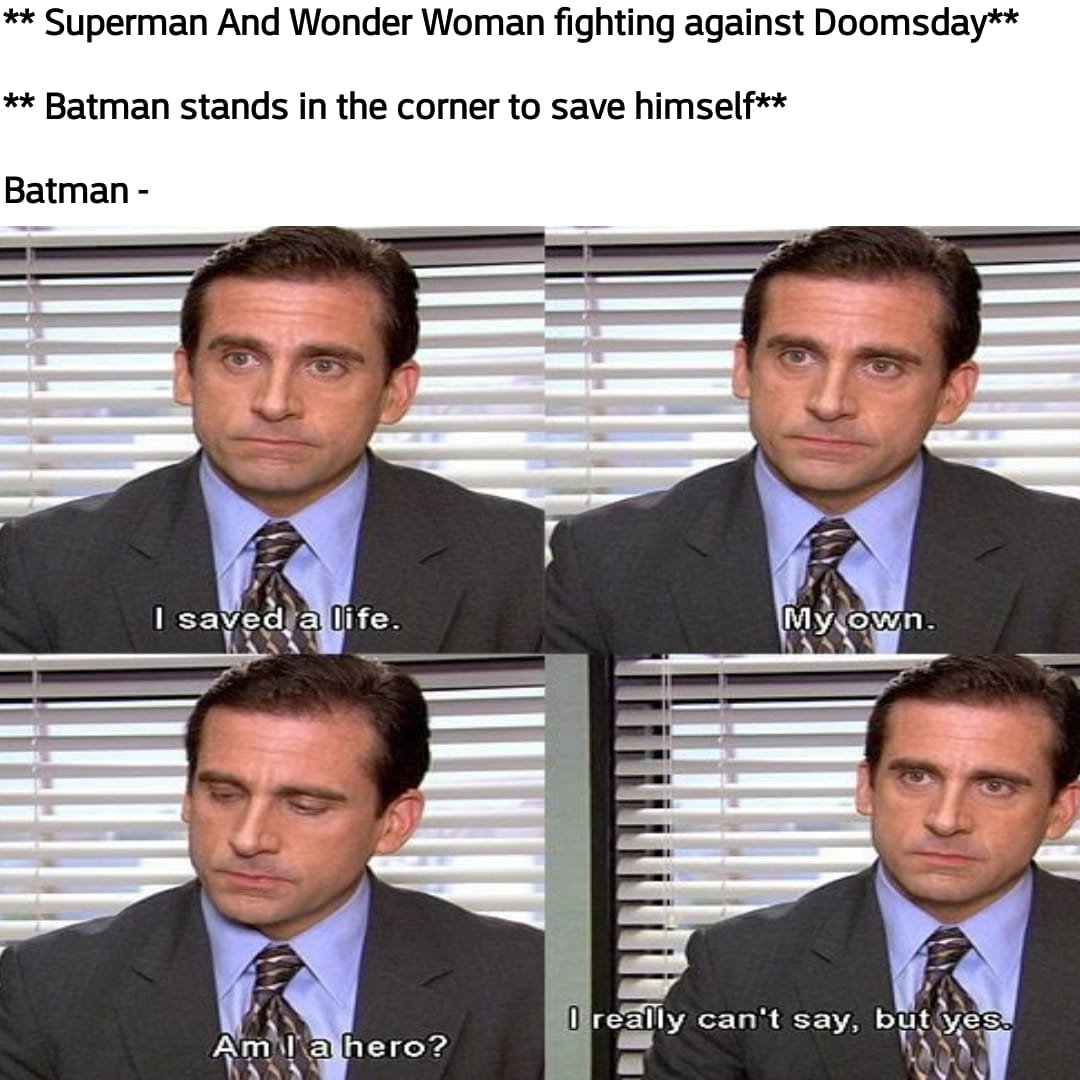 ** Superman And Wonder Woman fighting against Doomsday**
** Batman stands in the corner to save himself**
Batman -
I saved a life.
My own.
Am I a hero?
I really can't say, but yes.